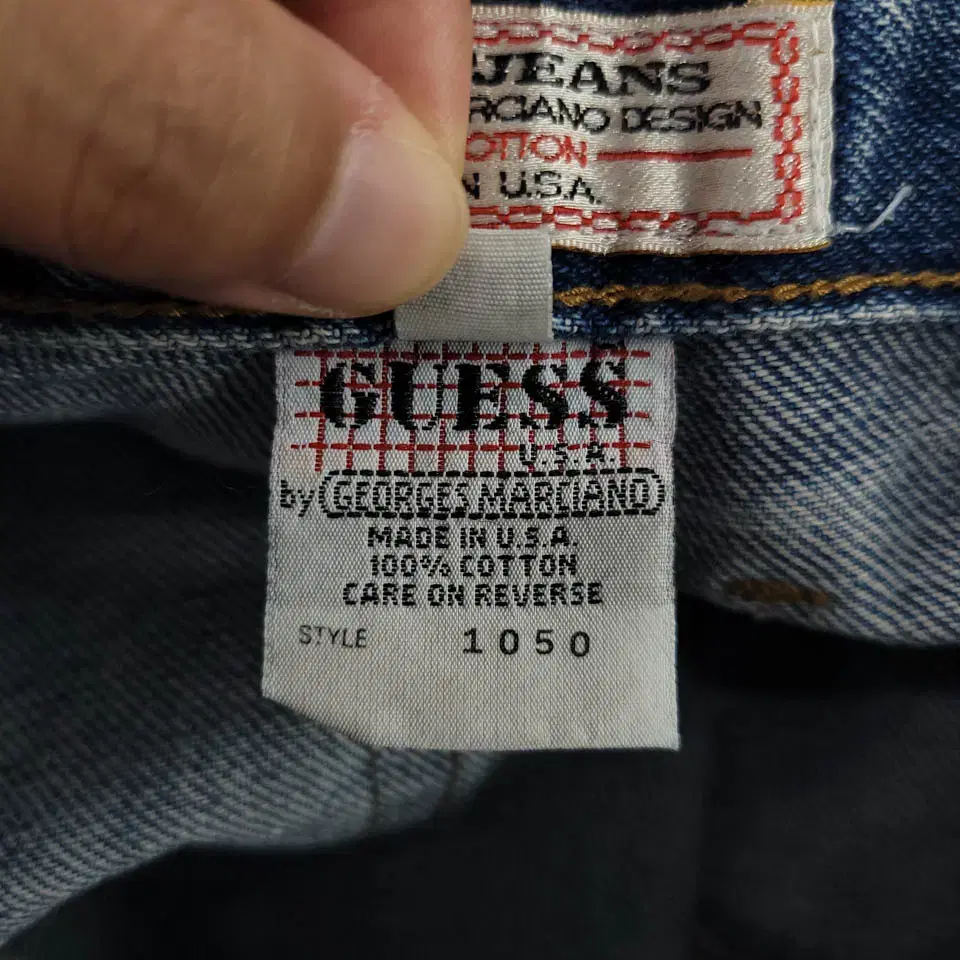 JEANS
RCIANO DESIGN
OTTON
N U.S.A.
GUESS
U.S.A.
by GEORGES MARCIANO
MADE IN U.S.A.
100% COTTON
CARE ON REVERSE
STYLE 1050